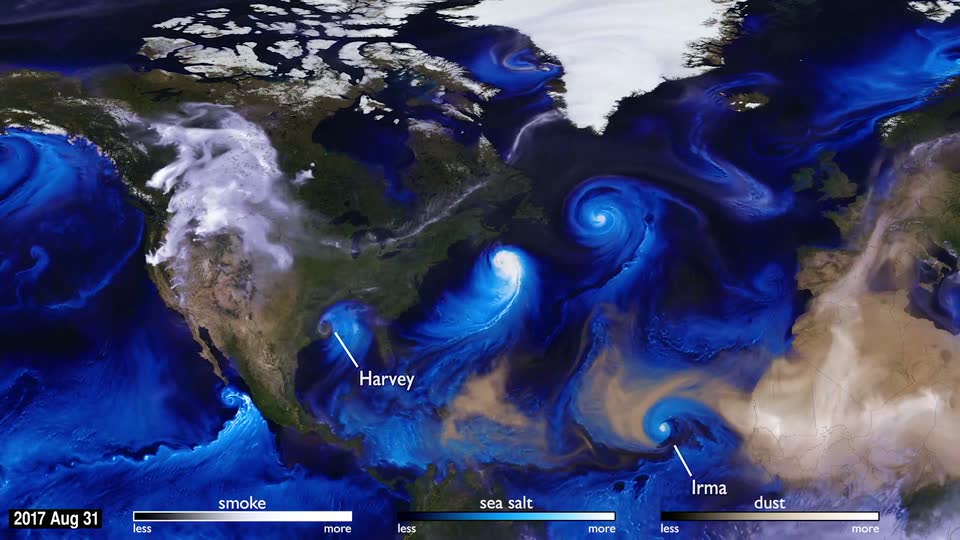 Harvey
Irma
2017 Aug 31
smoke
less more
sea salt
less more
dust
less more